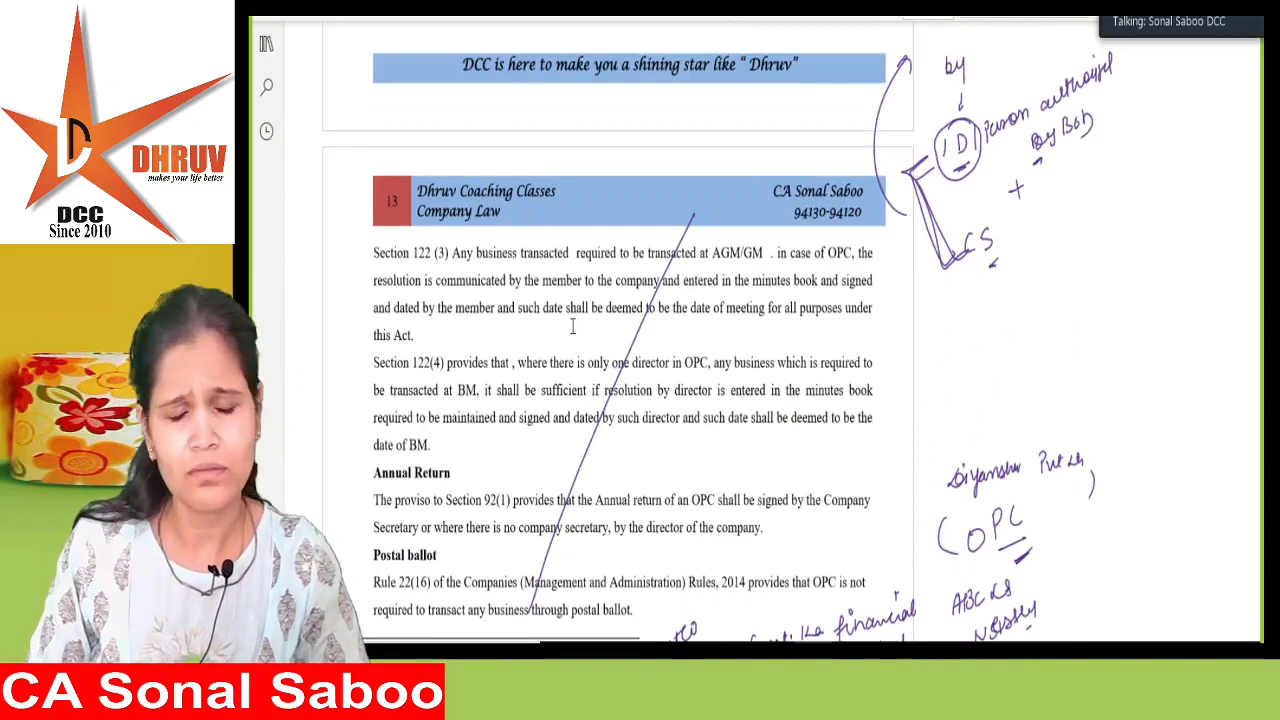 Talking: Sonal Saboo DCC
DHRUV
makes your life better
DCC
Since 2010
DCC is here to make you a shining star like “ Dhruv”
by
1D
Person authorised
by BoD
+
CS
13
Dhruv Coaching Classes
CA Sonal Saboo
Company Law
94130-94120
Section 122 (3) Any business transacted required to be transacted at AGM/GM . in case of OPC, the
resolution is communicated by the member to the company and entered in the minutes book and signed
and dated by the member and such date shall be deemed to be the date of meeting for all purposes under
this Act.
Section 122(4) provides that , where there is only one director in OPC, any business which is required to
be transacted at BM, it shall be sufficient if resolution by director is entered in the minutes book
required to be maintained and signed and dated by such director and such date shall be deemed to be the
date of BM.
Annual Return
The proviso to Section 92(1) provides that the Annual return of an OPC shall be signed by the Company
Secretary or where there is no company secretary, by the director of the company.
Postal ballot
Rule 22(16) of the Companies (Management and Administration) Rules, 2014 provides that OPC is not
required to transact any business through postal ballot.
(OPC
financial
CA Sonal Saboo